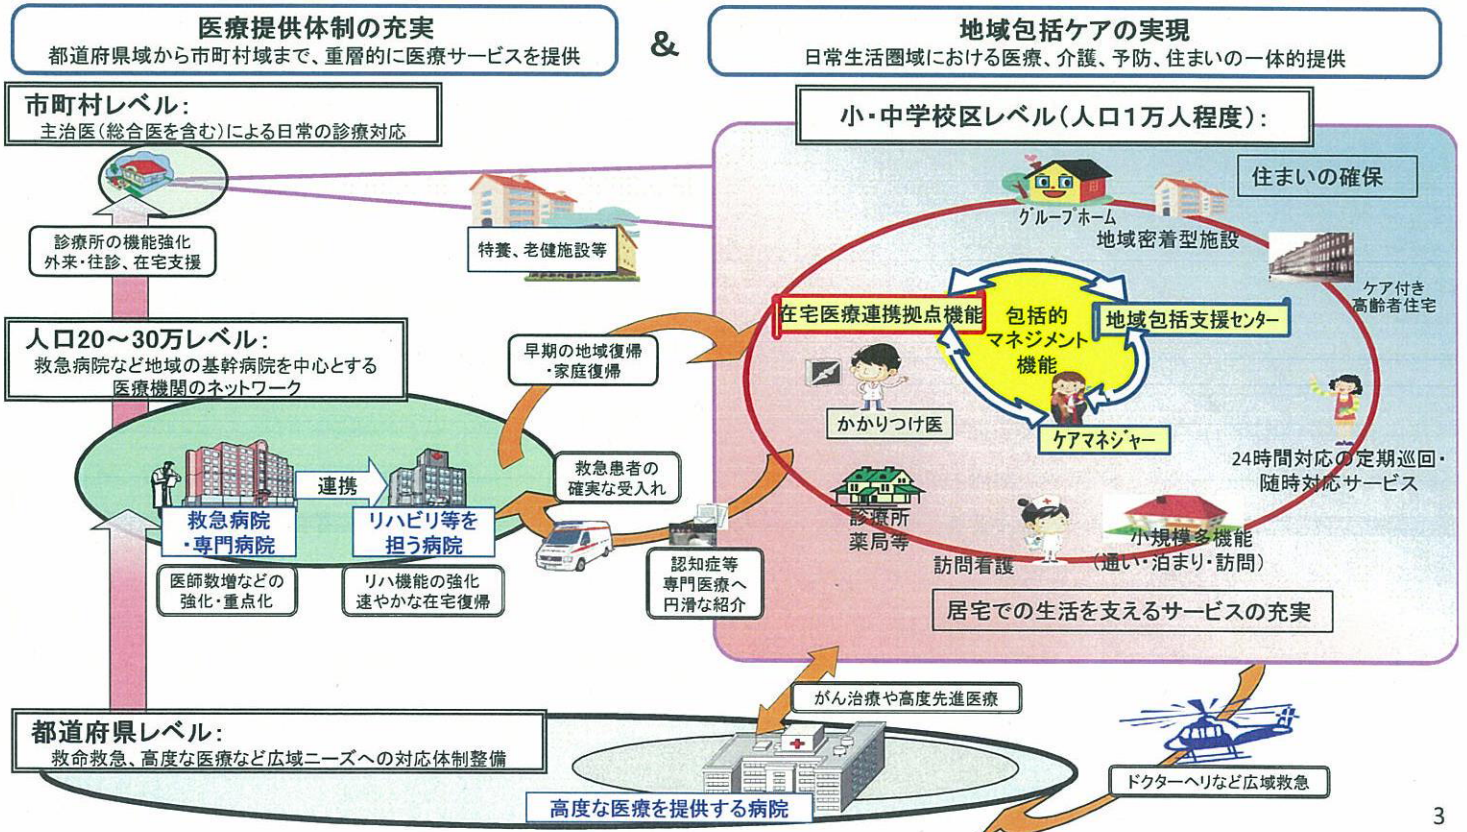 医療提供体制の充実
都道府県域から市町村域まで、重層的に医療サービスを提供
&
地域包括ケアの実現
日常生活圏域における医療、介護、予防、住まいの一体的提供
市町村レベル：
主治医（総合医を含む）による日常の診療対応
診療所の機能強化
外来・往診、在宅支援
特養、老健施設等
人口20～30万レベル：
救急病院など地域の基幹病院を中心とする
医療機関のネットワーク
早期の地域復帰
・家庭復帰
連携
救急病院
・専門病院
リハビリ等を
担う病院
医師数増などの
強化・重点化
リハ機能の強化
速やかな在宅復帰
救急患者の
確実な受入れ
認知症等
専門医療へ
円滑な紹介
小・中学校区レベル（人口1万人程度）：
住まいの確保
グループホーム
地域密着型施設
ケア付き
高齢者住宅
在宅医療連携拠点機能
包括的
マネジメント
機能
地域包括支援センター
ケアマネジャー
かかりつけ医
24時間対応の定期巡回・
随時対応サービス
診療所
薬局等
訪問看護
小規模多機能
（通い・泊まり・訪問）
居宅での生活を支えるサービスの充実
都道府県レベル：
救命救急、高度な医療など広域ニーズへの対応体制整備
がん治療や高度先進医療
高度な医療を提供する病院
ドクターヘリなど広域救急
3